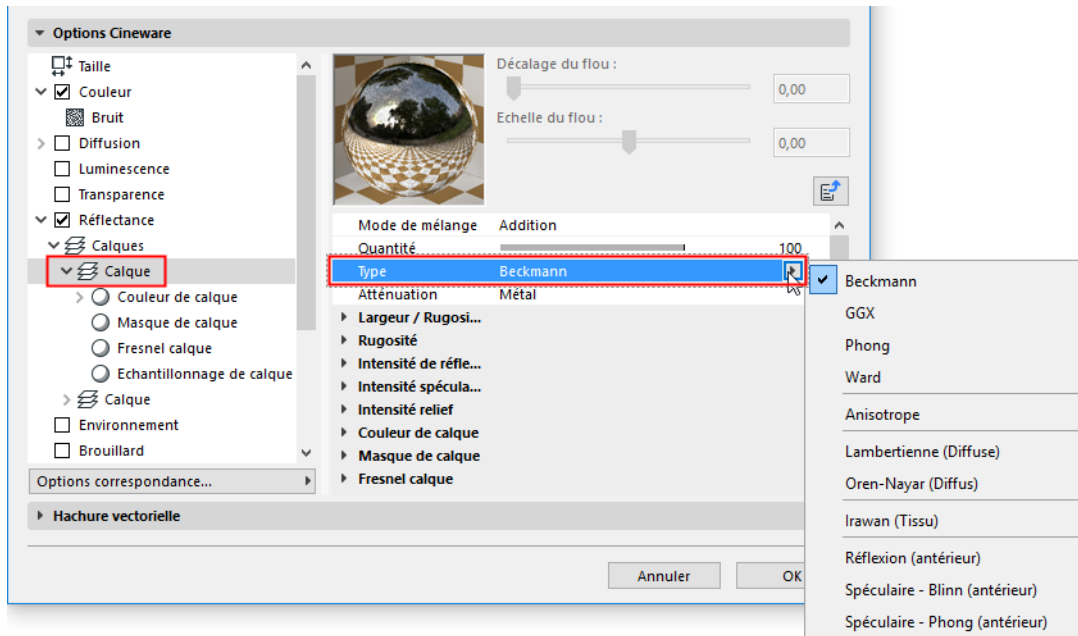 Options Cineware
Taille
Couleur
Bruit
Diffusion
Luminescence
Transparence
Réflectance
Calques
Calque
Couleur de calque
Masque de calque
Fresnel calque
Echantillonnage de calque
Calque
Environnement
Brouillard
Options correspondance...
Décalage du flou :
0,00
Echelle du flou :
0,00
Mode de mélange Addition
Quantité 100
Type Beckmann
Atténuation Métal
Largeur / Rugosi...
Rugosité
Intensité de réfle...
Intensité spécula...
Intensité relief
Couleur de calque
Masque de calque
Fresnel calque
Beckmann
GGX
Phong
Ward
Anisotrope
Lambertienne (Diffuse)
Oren-Nayar (Diffus)
Irawan (Tissu)
Réflexion (antérieur)
Spéculaire - Blinn (antérieur)
Spéculaire - Phong (antérieur)
Hachure vectorielle
Annuler
OK